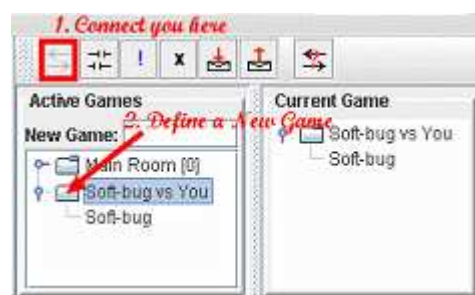 1. Connect you here
! x
Active Games
Current Game
2. Define a New Game
New Game:
Main Room [0]
Soft-bug vs You
Soft-bug
Soft-bug vs You
Soft-bug